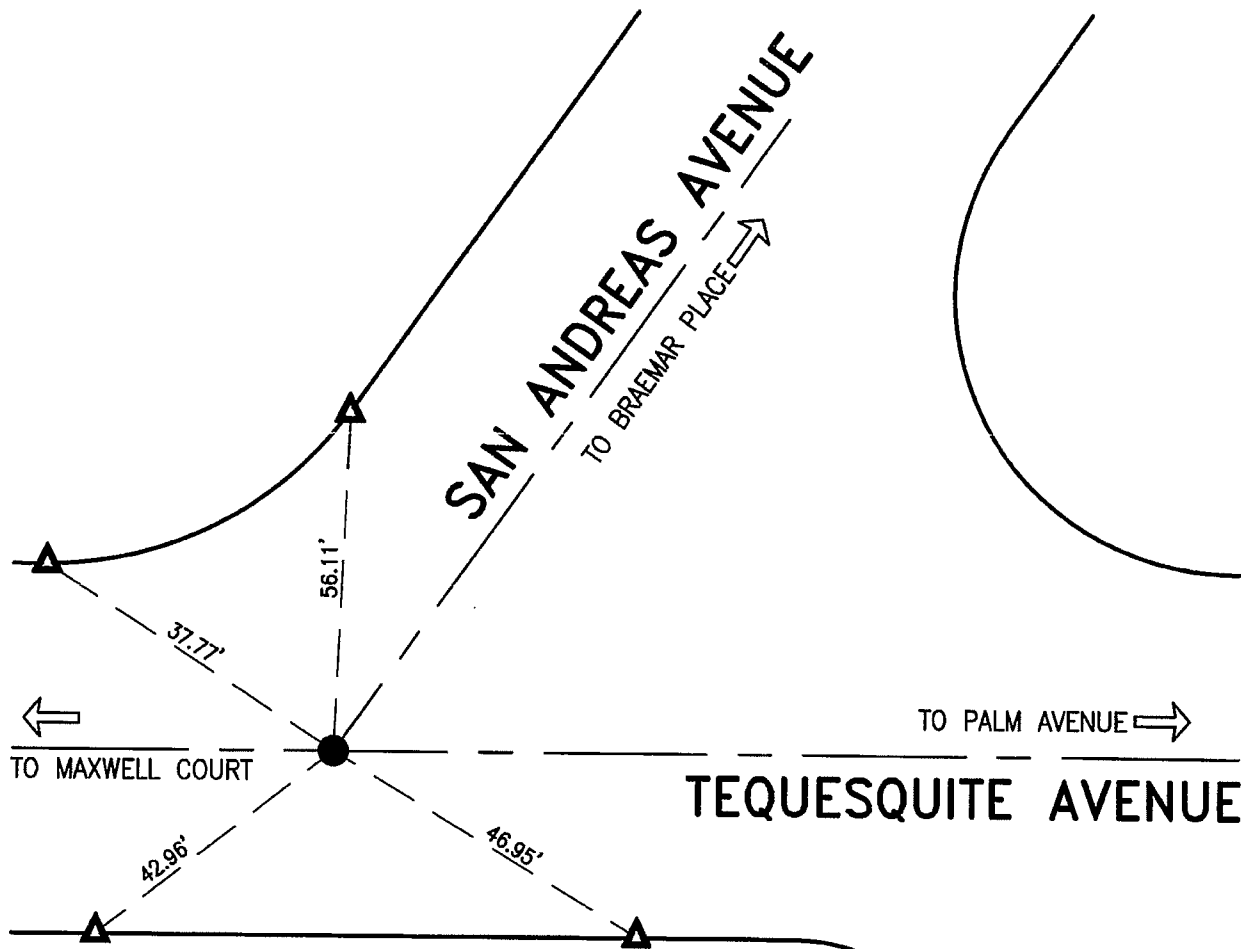 SAN ANDREAS AVENUE
TO BRAEMAR PLACE
56.11'
37.77'
TO PALM AVENUE
TO MAXWELL COURT
TEQUESQUITE AVENUE
42.96'
46.95'